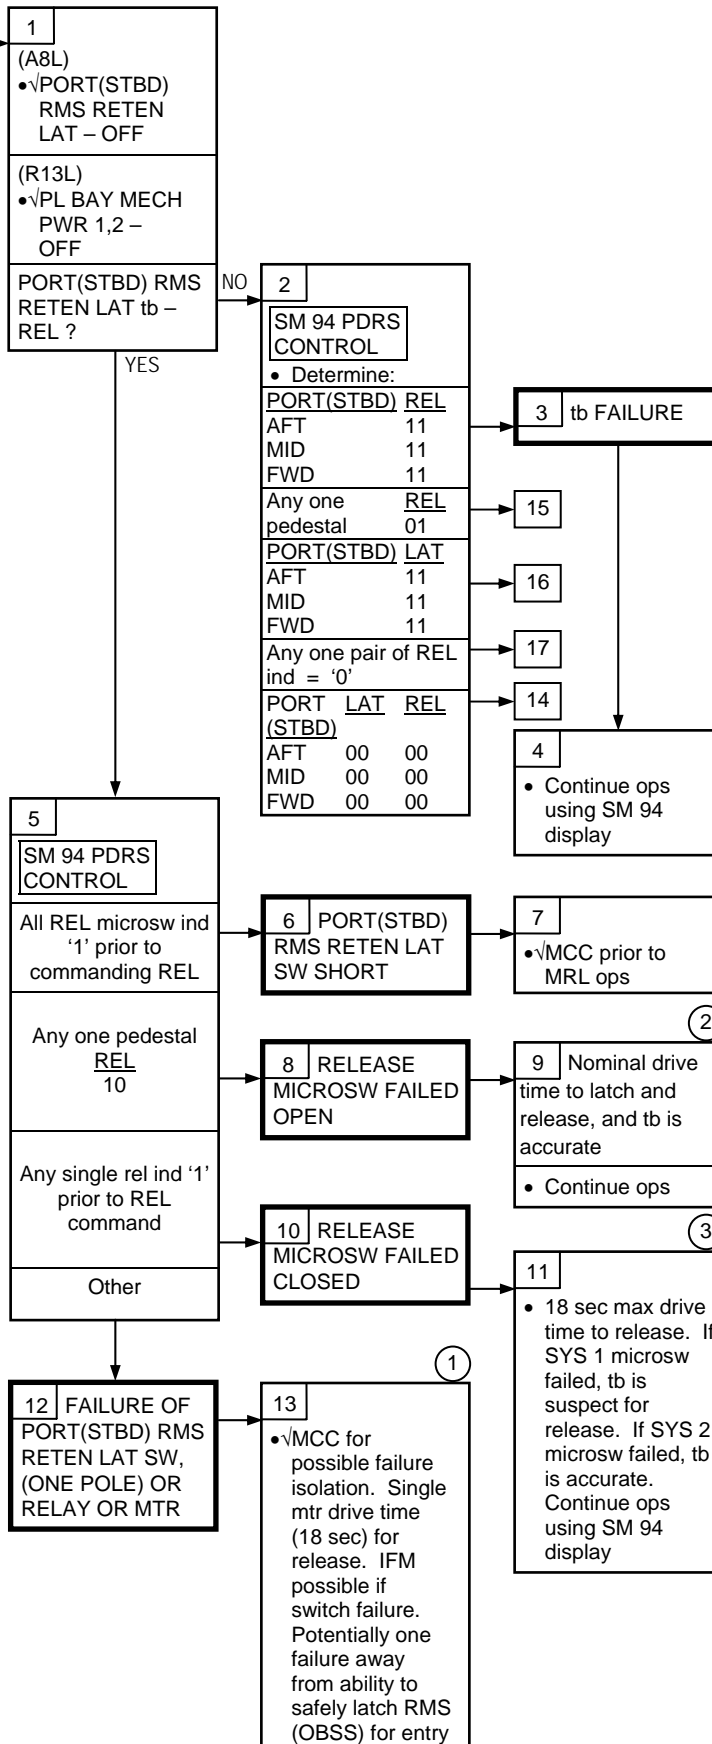 1
(A8L)
•√PORT(STBD)
RMS RETEN
LAT – OFF
(R13L)
•√PL BAY MECH
PWR 1,2 –
OFF
PORT(STBD) RMS
RETEN LAT tb –
REL ?
NO
YES
2
SM 94 PDRS
CONTROL
• Determine:
PORT(STBD) REL
AFT 11
MID 11
FWD 11
Any one REL
pedestal 01
PORT(STBD) LAT
AFT 11
MID 11
FWD 11
Any one pair of REL
ind = ‘0’
PORT LAT REL
(STBD)
AFT 00 00
MID 00 00
FWD 00 00
3 tb FAILURE
15
16
17
14
4
• Continue ops
using SM 94
display
5
SM 94 PDRS
CONTROL
All REL microsw ind
‘1’ prior to
commanding REL
Any one pedestal
REL
10
Any single rel ind ‘1’
prior to REL
command
Other
6 PORT(STBD)
RMS RETEN LAT
SW SHORT
7
•√MCC prior to
MRL ops
8 RELEASE
MICROSW FAILED
OPEN
2
9 Nominal drive
time to latch and
release, and tb is
accurate
• Continue ops
10 RELEASE
MICROSW FAILED
CLOSED
3
11
• 18 sec max drive
time to release. If
SYS 1 microsw
failed, tb is
suspect for
release. If SYS 2
microsw failed, tb
is accurate.
Continue ops
using SM 94
display
12 FAILURE OF
PORT(STBD) RMS
RETEN LAT SW,
(ONE POLE) OR
RELAY OR MTR
1
13
•√MCC for
possible failure
isolation. Single
mtr drive time
(18 sec) for
release. IFM
possible if
switch failure.
Potentially one
failure away
from ability to
safely latch RMS
(OBSS) for entry